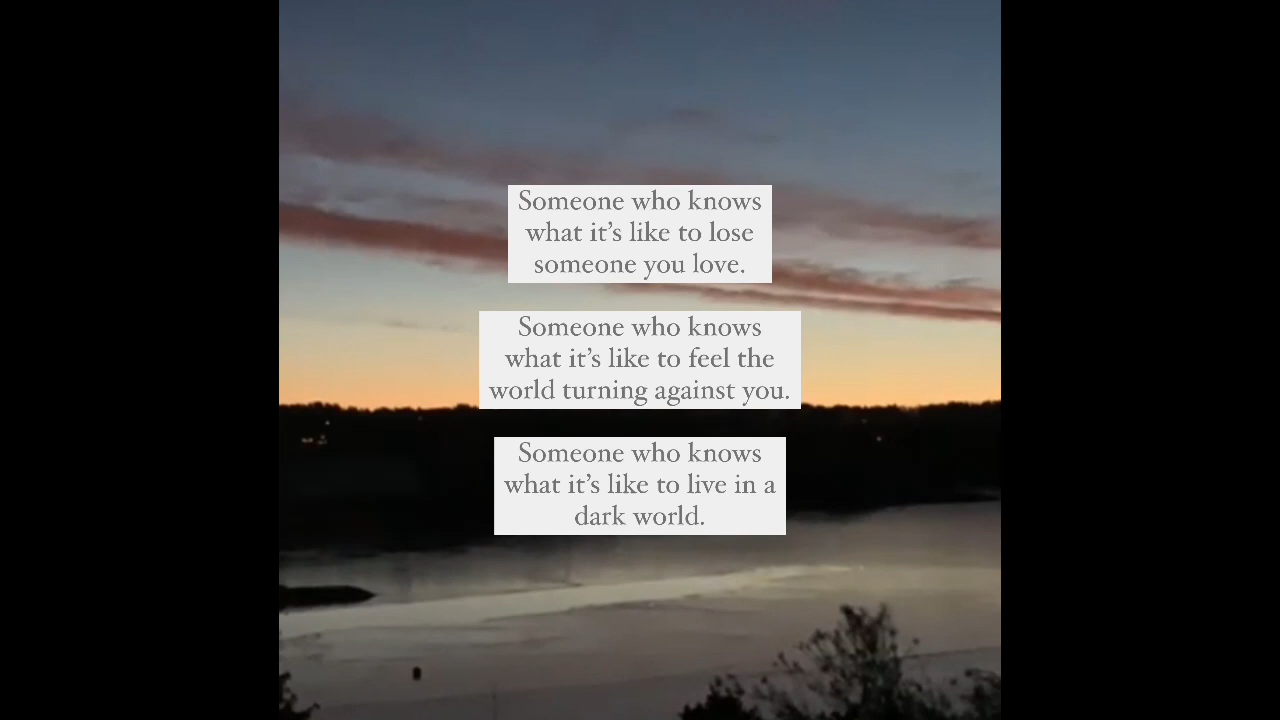 Someone who knows
what it’s like to lose
someone you love.
Someone who knows
what it’s like to feel the
world turning against you.
Someone who knows
what it’s like to live in a
dark world.